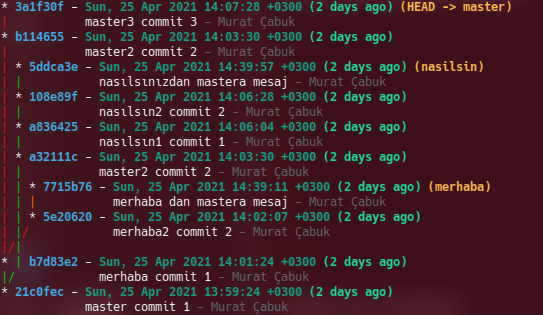 * 3a1f30f - Sun, 25 Apr 2021 14:07:28 +0300 (2 days ago) (HEAD -> master)
|           master3 commit 3 - Murat Çabuk
* b114655 - Sun, 25 Apr 2021 14:03:30 +0300 (2 days ago)
|           master2 commit 2 - Murat Çabuk
| * 5ddca3e - Sun, 25 Apr 2021 14:39:57 +0300 (2 days ago) (nasilsin)
| |           nasılsınızdan mastera mesaj - Murat Çabuk
| * 108e89f - Sun, 25 Apr 2021 14:06:28 +0300 (2 days ago)
| |           nasılsın2 commit 2 - Murat Çabuk
| * a836425 - Sun, 25 Apr 2021 14:06:04 +0300 (2 days ago)
| |           nasılsın1 commit 1 - Murat Çabuk
| * a32111c - Sun, 25 Apr 2021 14:03:30 +0300 (2 days ago)
| |           master2 commit 2 - Murat Çabuk
| | * 7715b76 - Sun, 25 Apr 2021 14:39:11 +0300 (2 days ago) (merhaba)
| | |           merhaba dan mastera mesaj - Murat Çabuk
| | * 5e20620 - Sun, 25 Apr 2021 14:02:07 +0300 (2 days ago)
| |/            merhaba2 commit 2 - Murat Çabuk
|/|
* | b7d83e2 - Sun, 25 Apr 2021 14:01:24 +0300 (2 days ago)
|/            merhaba commit 1 - Murat Çabuk
* 21c0fec - Sun, 25 Apr 2021 13:59:24 +0300 (2 days ago)
            master commit 1 - Murat Çabuk